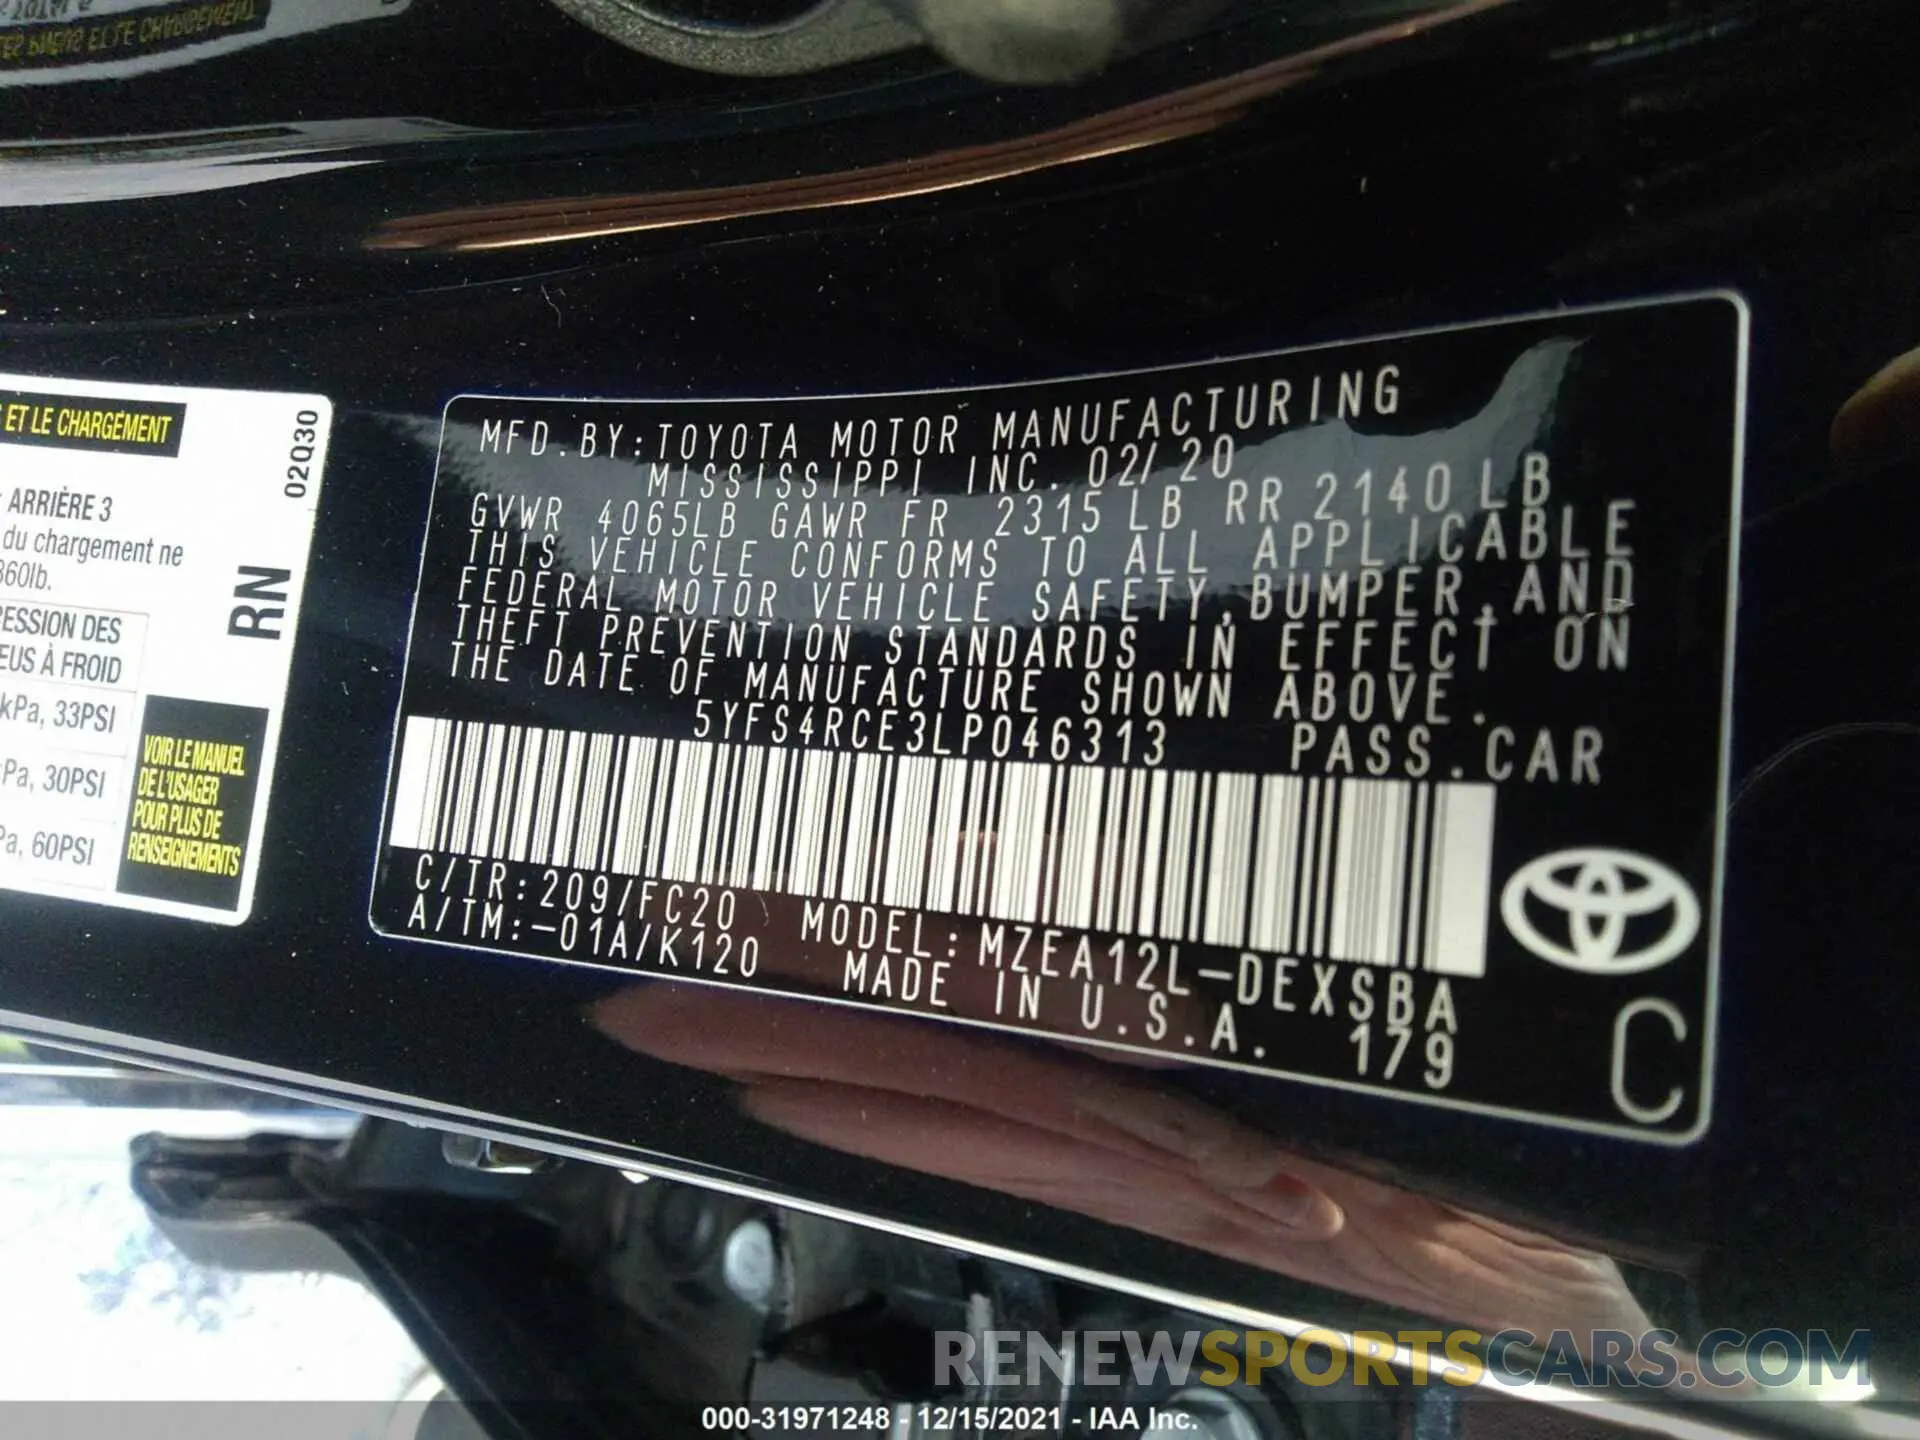 ET LE CHARGEMENT
02Q30
ARRIÈRE 3
du chargement ne
860lb.
RN
ESSION DES
EUS À FROID
kPa, 33PSI
Pa, 30PSI
Pa, 60PSI
VOIR LE MANUEL
DE L'USAGER
POUR PLUS DE
RENSEIGNEMENTS
MFD. BY: TOYOTA MOTOR MANUFACTURING
MISSISSIPPI INC. 02/20
GVWR 4065LB GAWR FR 2315 LB RR 2140 LB
THIS VEHICLE CONFORMS TO ALL APPLICABLE
FEDERAL MOTOR VEHICLE SAFETY, BUMPER, AND
THEFT PREVENTION STANDARDS IN EFFECT ON
THE DATE OF MANUFACTURE SHOWN ABOVE.
5YFS4RCE3LP046313 PASS. CAR
C/TR: 209/FC20 MODEL: MZEA12L-DEXSBA
A/TM: -01A/K120 MADE IN U.S.A. 179
C
RENEWSPORTSCARS.COM
000-31971248 - 12/15/2021 - IAA Inc.